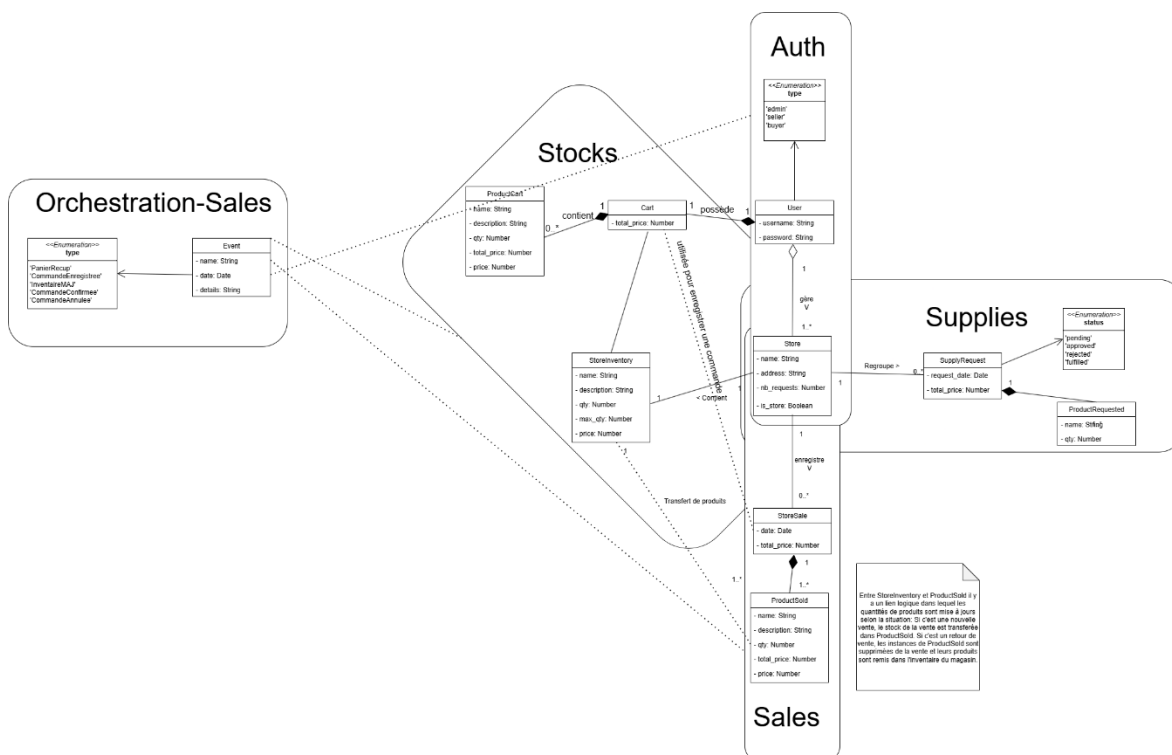 Auth
<<Enumeration>>
type
'admin'
'seller'
'buyer'
Stocks
Orchestration-Sales
<<Enumeration>>
type
'PanierRecup'
'CommandeEnregistree'
'InventaireMAJ'
'CommandeConfirmee'
'CommandeAnnulee'
Event
- name: String
- date: Date
- details: String
ProductCart
- name: String
- description: String
- qty: Number
- total_price: Number
- price: Number
0..*
contient
1
Cart
- total_price: Number
1
possède
1
User
- username: String
- password: String
1
gère
V
1..*
utilisée pour enregistrer une commande
Supplies
<<Enumeration>>
status
'pending'
'approved'
'rejected'
'fulfilled'
Store
- name: String
- address: String
- nb_requests: Number
- is_store: Boolean
1
Regroupe >
0..*
SupplyRequest
- request_date: Date
- total_price: Number
1
ProductRequested
- name: String
- qty: Number
StoreInventory
- name: String
- description: String
- qty: Number
- max_qty: Number
- price: Number
1
< Contient
1
1
Transfert de produits
1..*
1
enregistre
V
0..*
StoreSale
- date: Date
- total_price: Number
1
1..*
ProductSold
- name: String
- description: String
- qty: Number
- total_price: Number
- price: Number
Sales
Entre StoreInventory et ProductSold il y
a un lien logique dans lequel les
quantités de produits sont mise à jours
selon la situation: Si c'est une nouvelle
vente, le stock de la vente est transférée
dans ProductSold. Si c'est un retour de
vente, les instances de ProductSold sont
supprimées de la vente et leurs produits
sont remis dans l'inventaire du magasin.